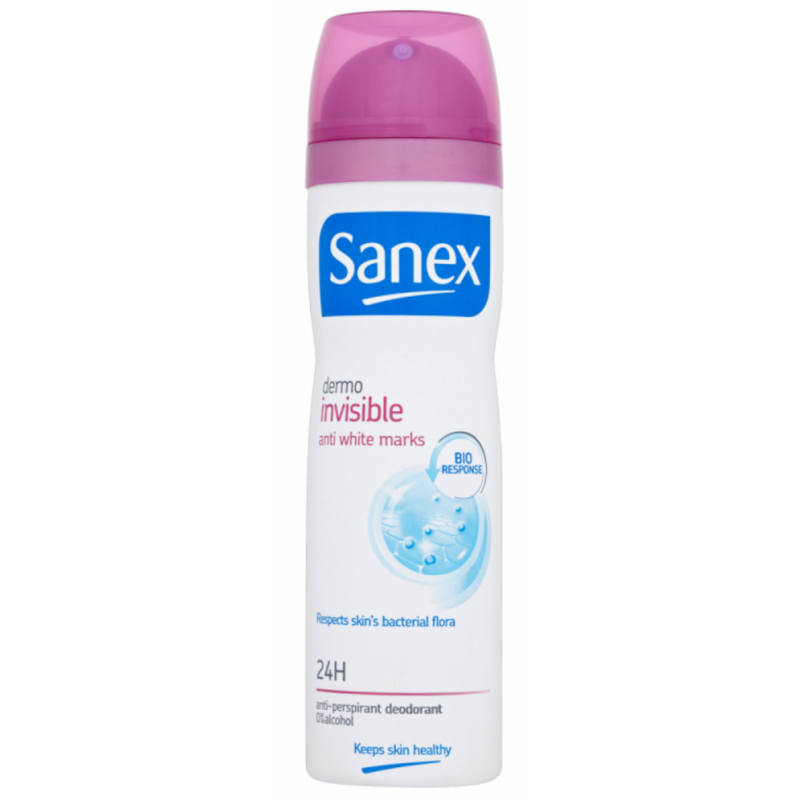 Sanex
dermo
invisible
anti white marks
BIO
RESPONSE
Respects skin's bacterial flora
24H
anti-perspirant deodorant
0% alcohol
Keeps skin healthy